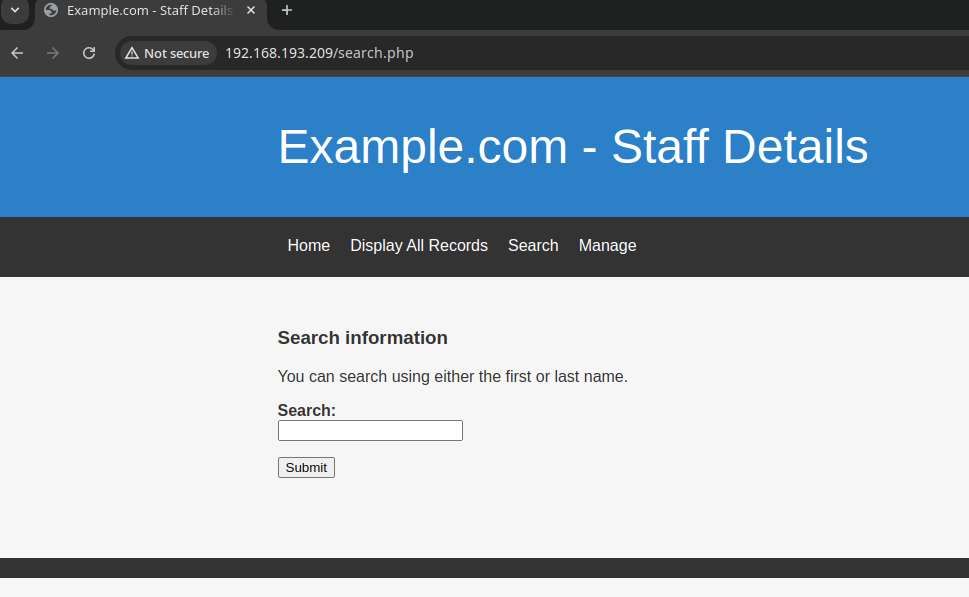 Example.com - Staff Details
Not secure 192.168.193.209/search.php
Example.com - Staff Details
Home Display All Records Search Manage
Search information
You can search using either the first or last name.
Search:
Submit